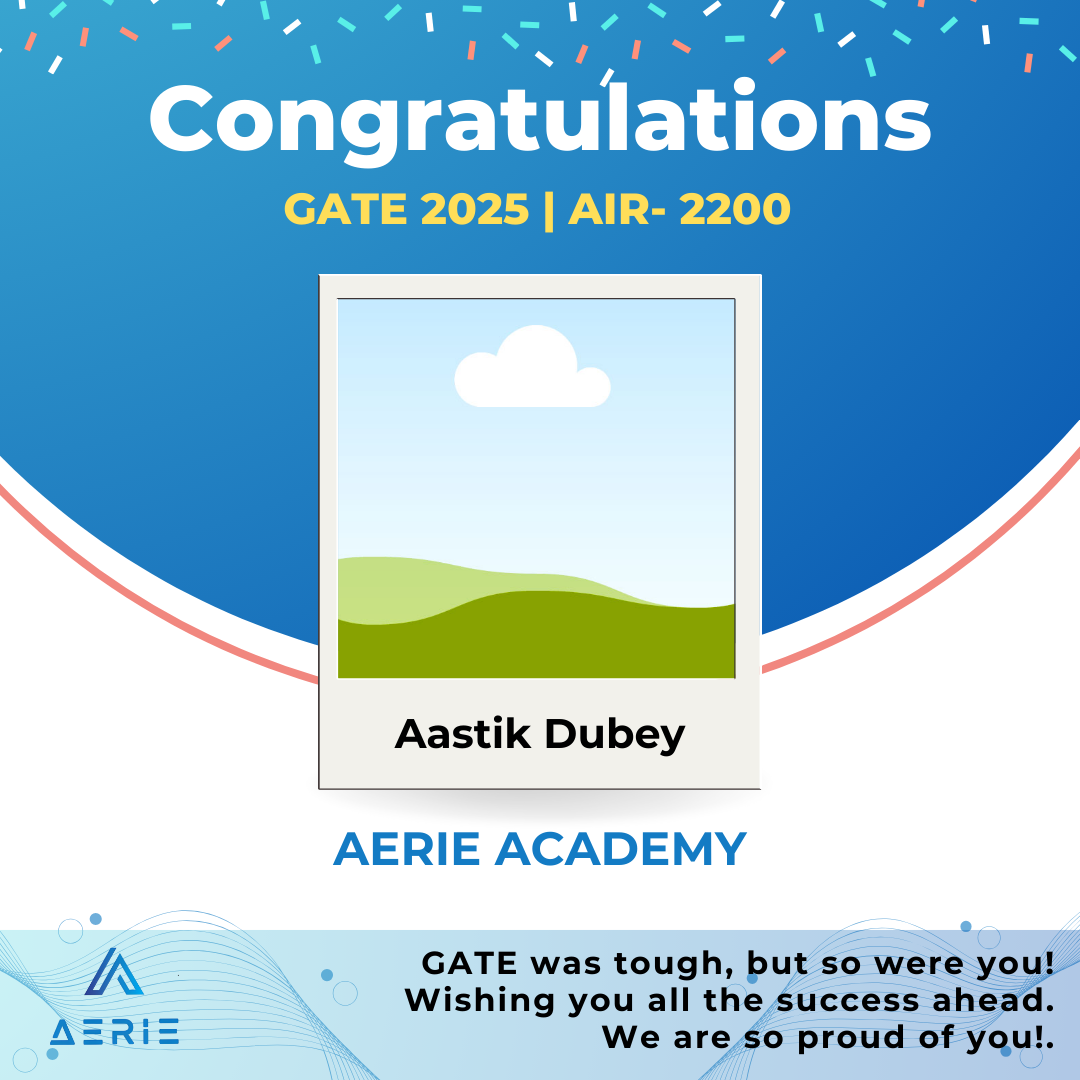 Congratulations
GATE 2025 | AIR- 2200
Aastik Dubey
AERIE ACADEMY
GATE was tough, but so were you!
Wishing you all the success ahead.
We are so proud of you!.
AERIE